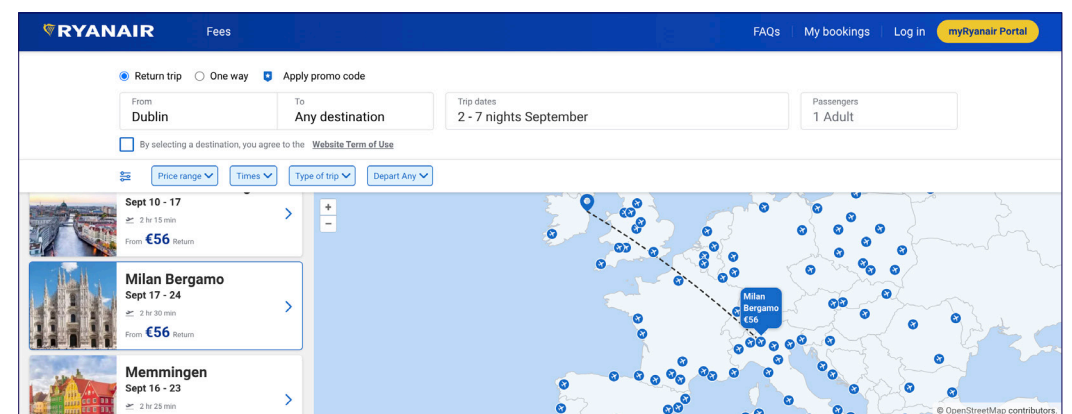 RYANAIR
Fees
FAQs
My bookings
Log in
myRyanair Portal
Return trip
One way
Apply promo code
From
Dublin
To
Any destination
Trip dates
2 - 7 nights September
Passengers
1 Adult
By selecting a destination, you agree to the Website Term of Use
Price range
Times
Type of trip
Depart Any
Sept 10 - 17
2 hr 15 min
From €56 Return
Milan Bergamo
Sept 17 - 24
2 hr 30 min
From €56 Return
Memmingen
Sept 16 - 23
2 hr 25 min
+
−
Milan
Bergamo
€56
© OpenStreetMap contributors.